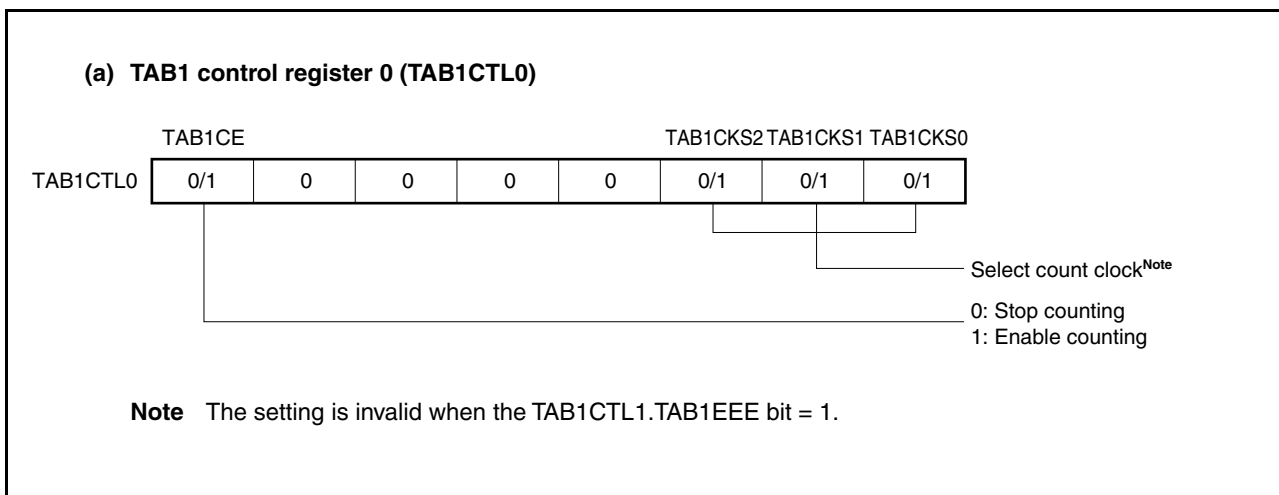 (a) TAB1 control register 0 (TAB1CTL0)
TAB1CE TAB1CKS2 TAB1CKS1 TAB1CKS0
TAB1CTL0 0/1 0 0 0 0 0/1 0/1 0/1
Select count clockNote
0: Stop counting
1: Enable counting
Note The setting is invalid when the TAB1CTL1.TAB1EEE bit = 1.